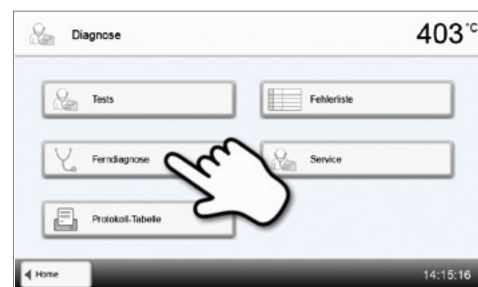 Diagnose
403 °C
Tests
Fehlerliste
Ferndiagnose
Service
Protokoll-Tabelle
Home
14:15:16